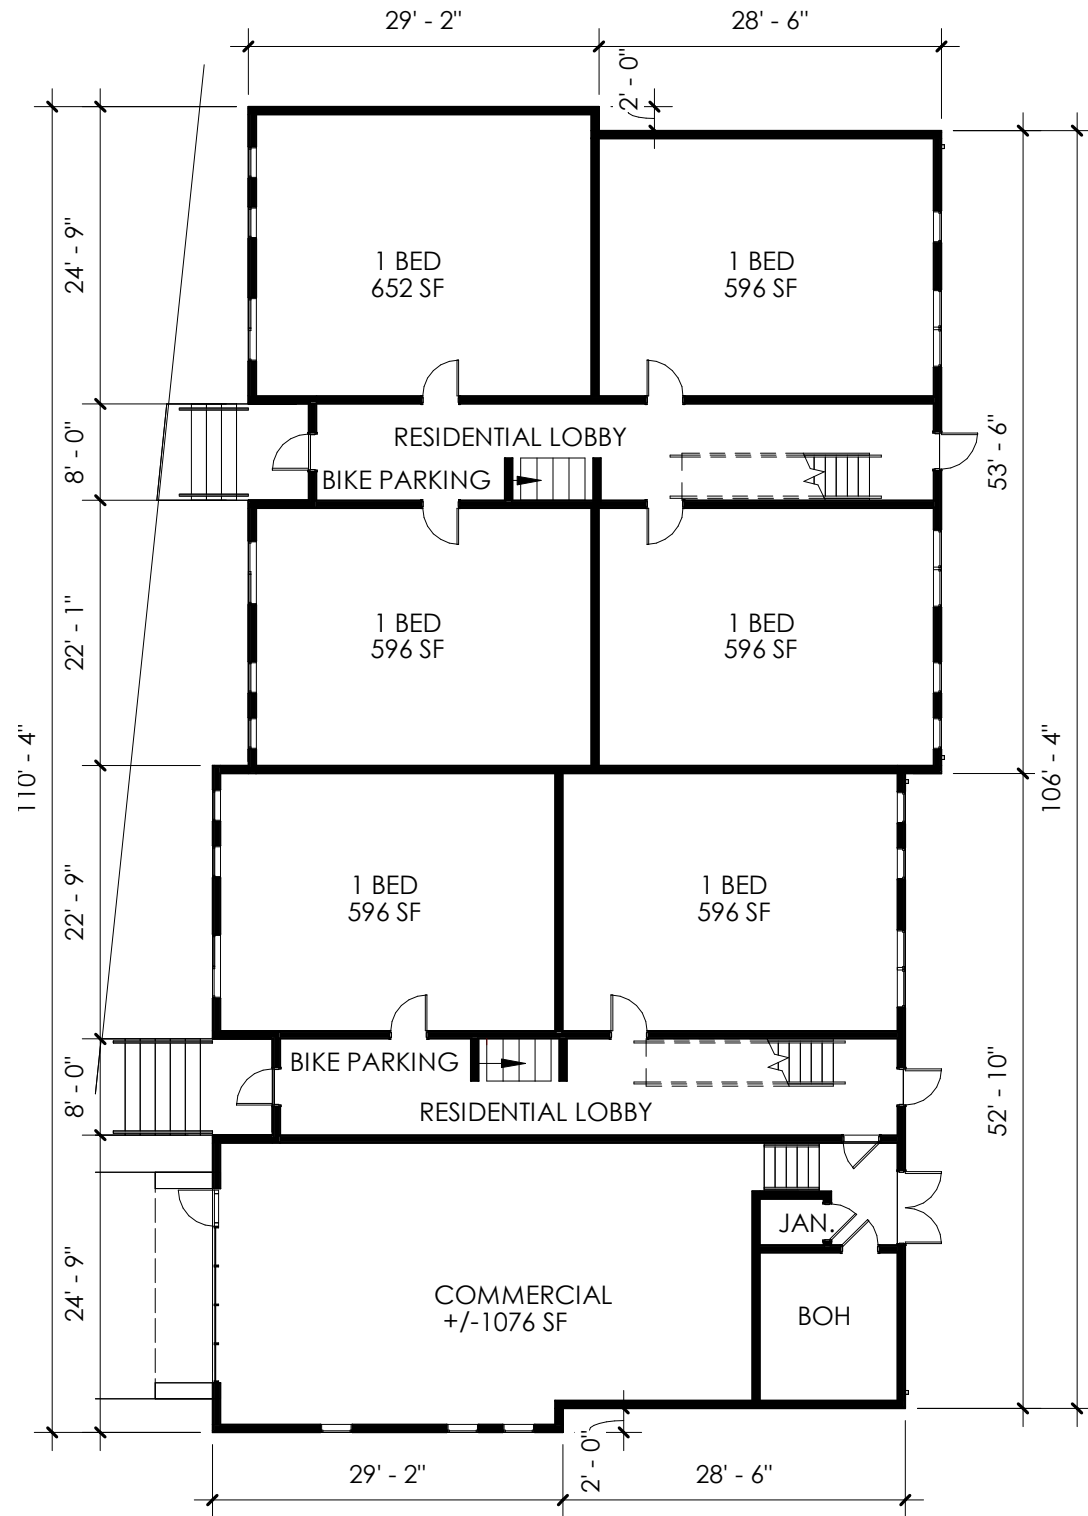 29' - 2"
28' - 6"
2' - 0"
24' - 9"
1 BED
652 SF
1 BED
596 SF
8' - 0"
RESIDENTIAL LOBBY
BIKE PARKING
53' - 6"
22' - 1"
1 BED
596 SF
1 BED
596 SF
110' - 4"
106' - 4"
22' - 9"
1 BED
596 SF
1 BED
596 SF
8' - 0"
BIKE PARKING
RESIDENTIAL LOBBY
52' - 10"
24' - 9"
JAN.
COMMERCIAL
+/-1076 SF
BOH
2' - 0"
29' - 2"
28' - 6"